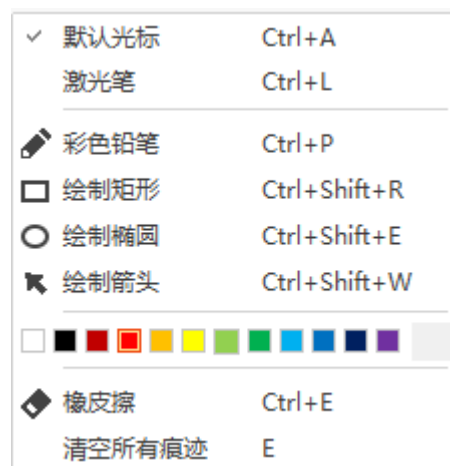 默认光标 Ctrl+A
激光笔 Ctrl+L
彩色铅笔 Ctrl+P
绘制矩形 Ctrl+Shift+R
绘制椭圆 Ctrl+Shift+E
绘制箭头 Ctrl+Shift+W
橡皮擦 Ctrl+E
清空所有痕迹 E